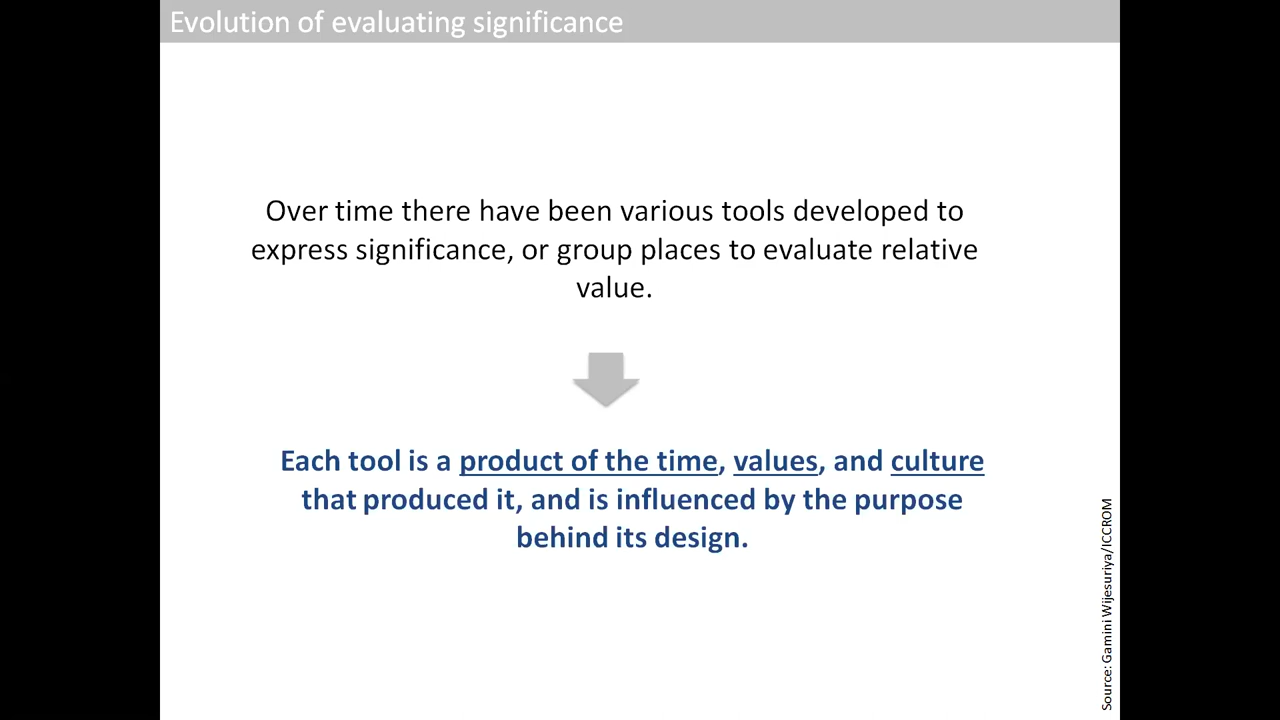 Evolution of evaluating significance
Over time there have been various tools developed to
express significance, or group places to evaluate relative
value.
Each tool is a product of the time, values, and culture
that produced it, and is influenced by the purpose
behind its design.
Source: Gamini Wijesuriya/ICCROM